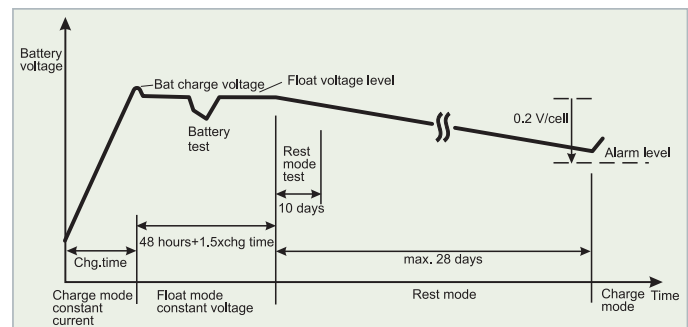 Battery
voltage
Bat charge voltage
Float voltage level
Battery
test
0.2 V/cell
Alarm level
Rest
mode
test
10 days
48 hours+1.5xchg time
Chg.time
max. 28 days
Charge mode
constant
current
Float mode
constant voltage
Rest mode
Charge
mode
Time